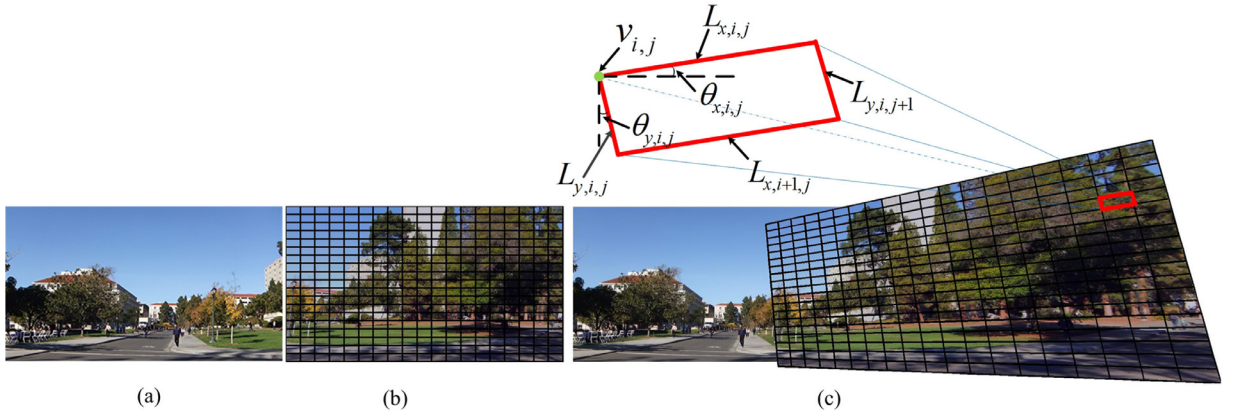 L_{x,i,j}
v_{i,j}
θ_{x,i,j}
L_{y,i,j+1}
θ_{y,i,j}
L_{y,i,j}
L_{x,i+1,j}
(a)
(b)
(c)